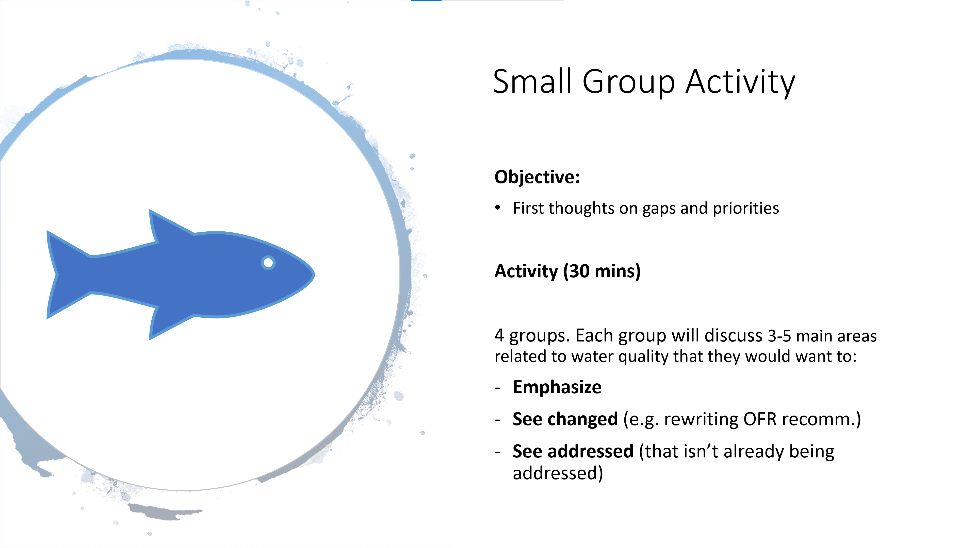 Small Group Activity
Objective:
• First thoughts on gaps and priorities
Activity (30 mins)
4 groups. Each group will discuss 3-5 main areas
related to water quality that they would want to:
- Emphasize
- See changed (e.g. rewriting OFR recomm.)
- See addressed (that isn’t already being
addressed)